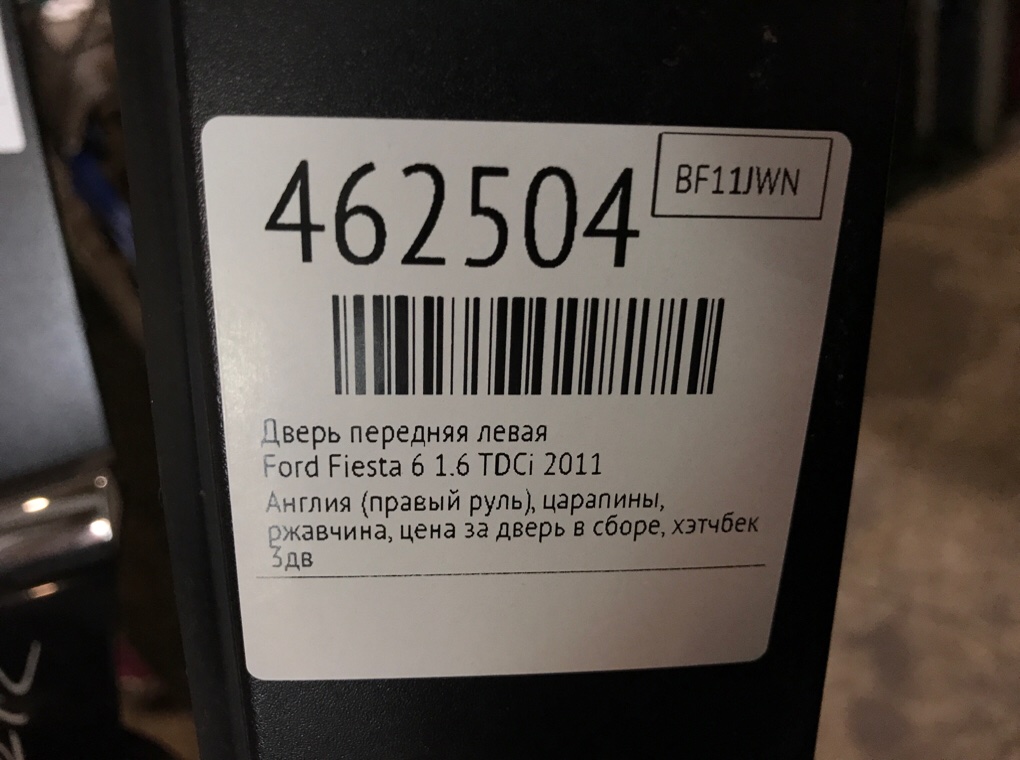 462504
BF11JWN
Дверь передняя левая
Ford Fiesta 6 1.6 TDCi 2011
Англия (правый руль), царапины,
ржавчина, цена за дверь в сборе, хэтчбек
3дв